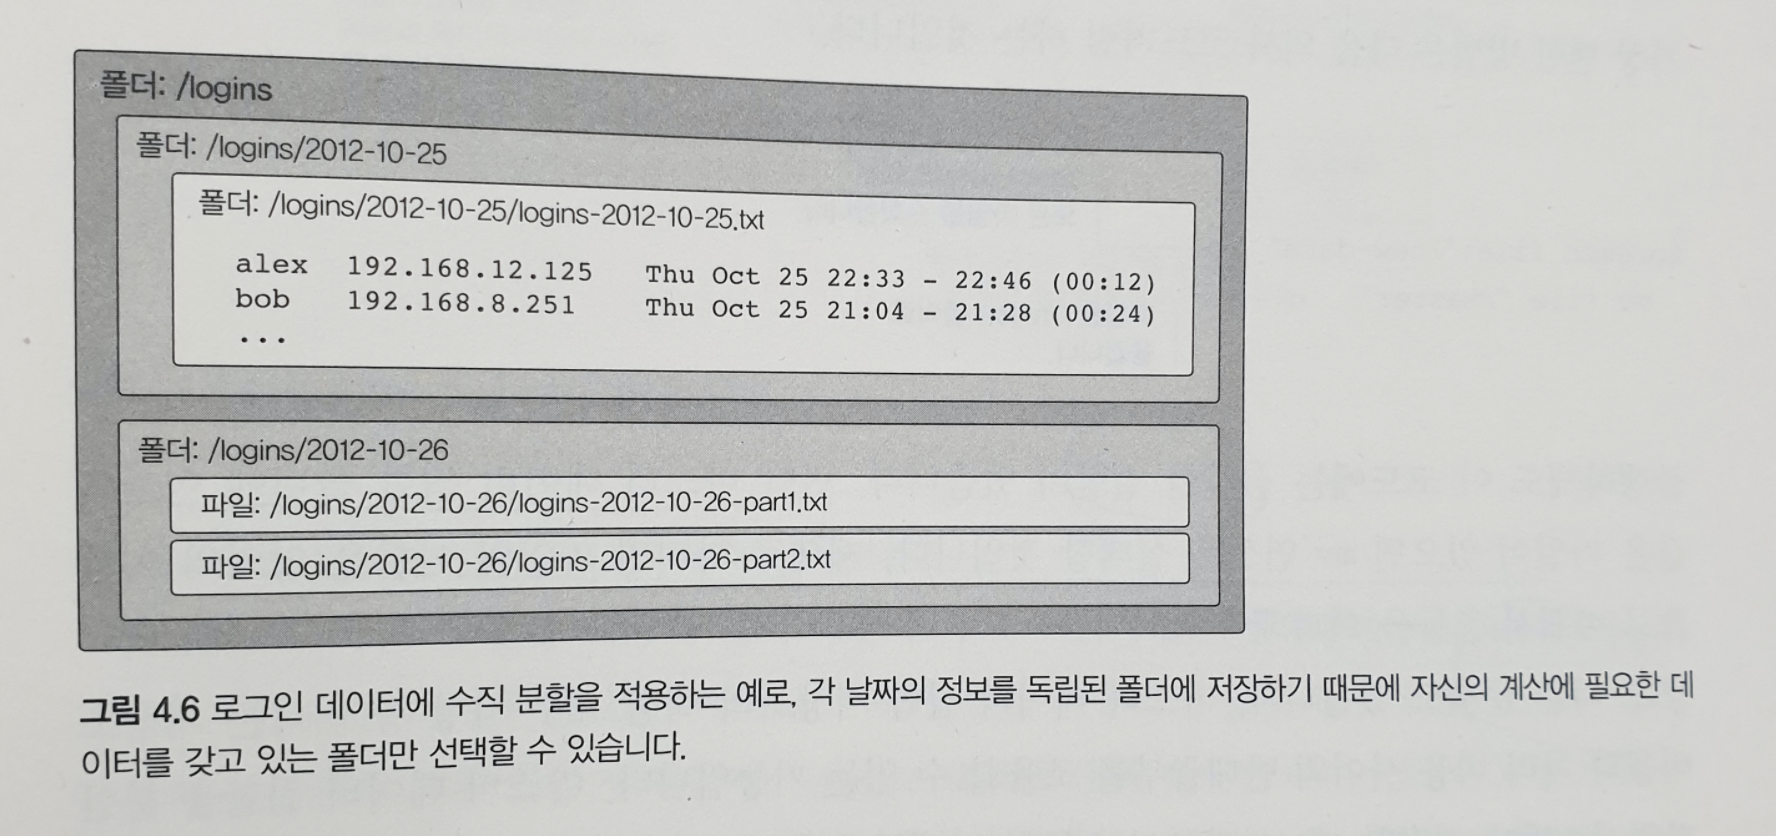 폴더: /logins
폴더: /logins/2012-10-25
폴더: /logins/2012-10-25/logins-2012-10-25.txt
alex 192.168.12.125 Thu Oct 25 22:33 - 22:46 (00:12)
bob 192.168.8.251 Thu Oct 25 21:04 - 21:28 (00:24)
...
폴더: /logins/2012-10-26
파일: /logins/2012-10-26/logins-2012-10-26-part1.txt
파일: /logins/2012-10-26/logins-2012-10-26-part2.txt
그림 4.6 로그인 데이터에 수직 분할을 적용하는 예로, 각 날짜의 정보를 독립된 폴더에 저장하기 때문에 자신의 계산에 필요한 데
이터를 갖고 있는 폴더만 선택할 수 있습니다.